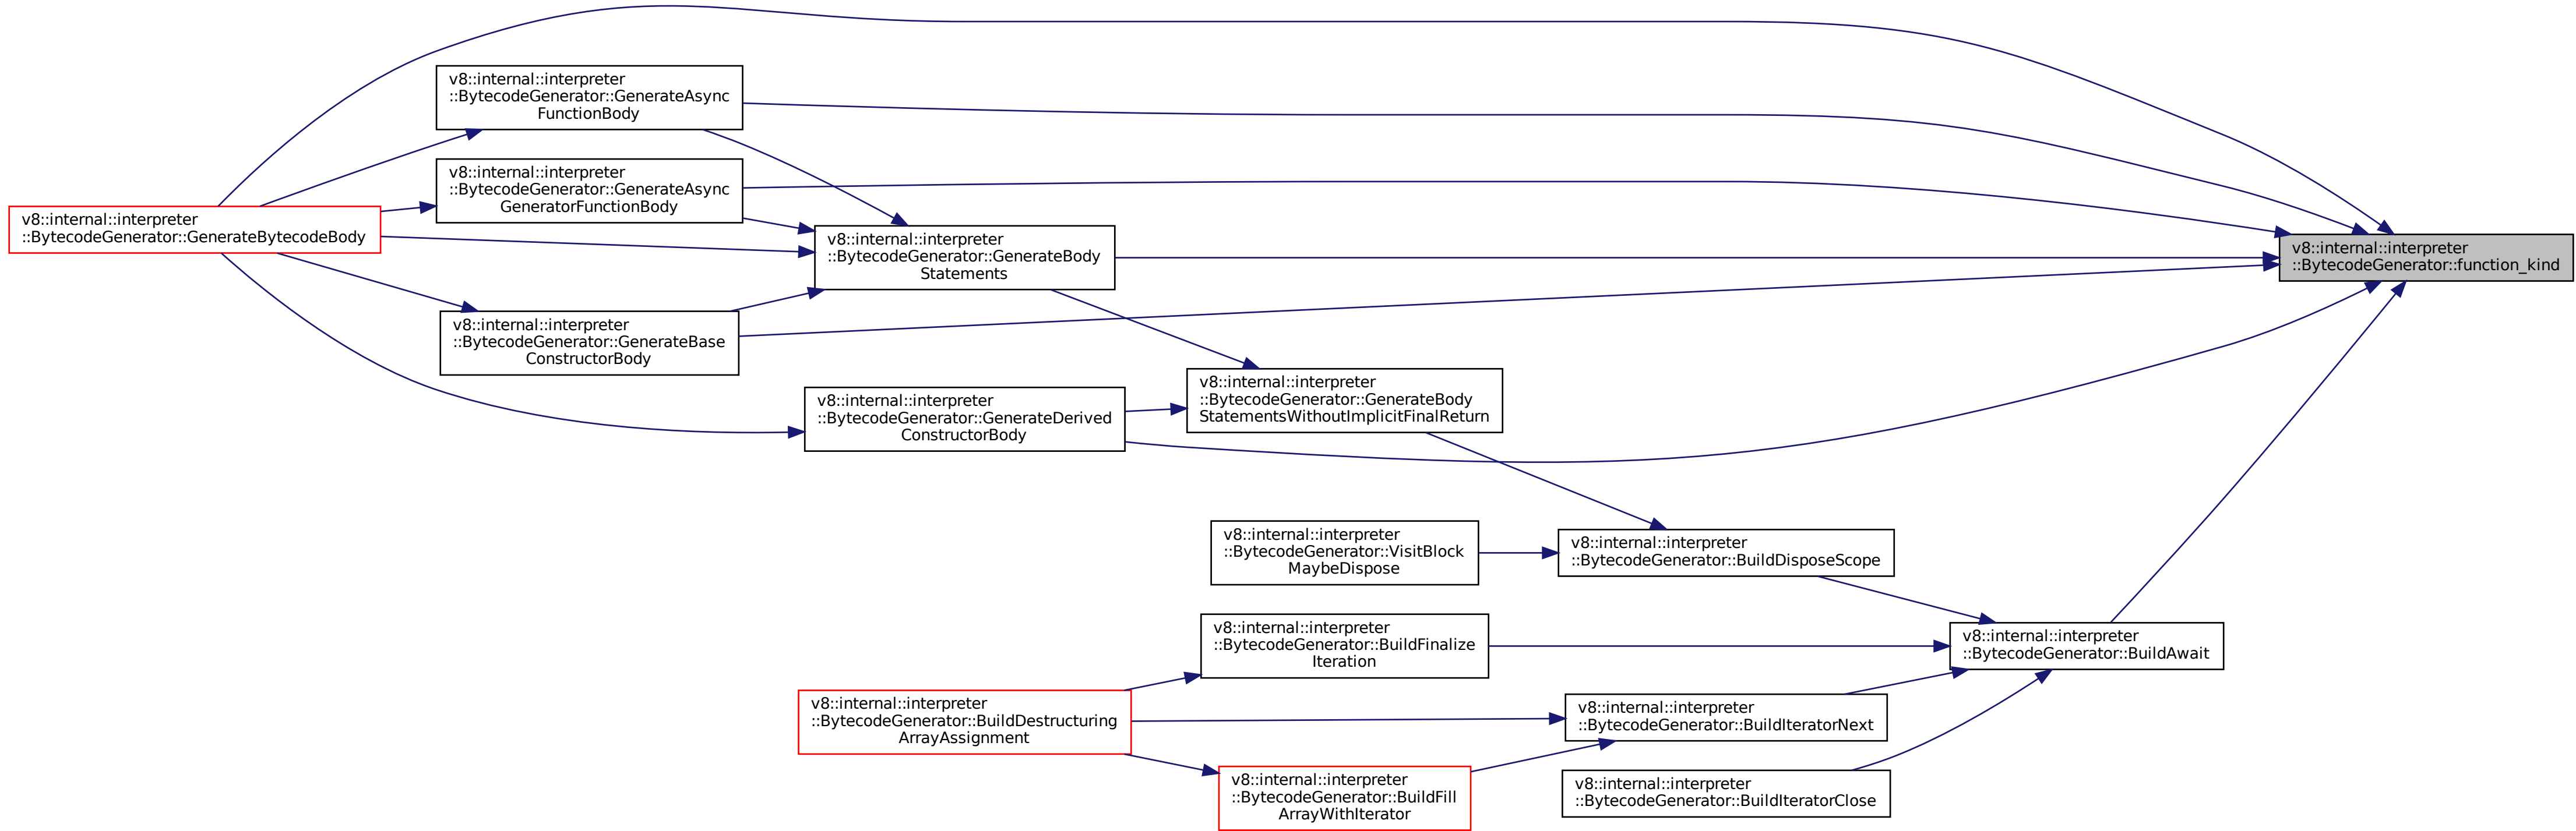 v8::internal::interpreter
::BytecodeGenerator::GenerateAsync
FunctionBody
v8::internal::interpreter
::BytecodeGenerator::GenerateAsync
GeneratorFunctionBody
v8::internal::interpreter
::BytecodeGenerator::GenerateBytecodeBody
v8::internal::interpreter
::BytecodeGenerator::GenerateBody
Statements
v8::internal::interpreter
::BytecodeGenerator::function_kind
v8::internal::interpreter
::BytecodeGenerator::GenerateBase
ConstructorBody
v8::internal::interpreter
::BytecodeGenerator::GenerateDerived
ConstructorBody
v8::internal::interpreter
::BytecodeGenerator::GenerateBody
StatementsWithoutImplicitFinalReturn
v8::internal::interpreter
::BytecodeGenerator::VisitBlock
MaybeDispose
v8::internal::interpreter
::BytecodeGenerator::BuildDisposeScope
v8::internal::interpreter
::BytecodeGenerator::BuildFinalize
Iteration
v8::internal::interpreter
::BytecodeGenerator::BuildAwait
v8::internal::interpreter
::BytecodeGenerator::BuildDestructuring
ArrayAssignment
v8::internal::interpreter
::BytecodeGenerator::BuildIteratorNext
v8::internal::interpreter
::BytecodeGenerator::BuildFill
ArrayWithIterator
v8::internal::interpreter
::BytecodeGenerator::BuildIteratorClose